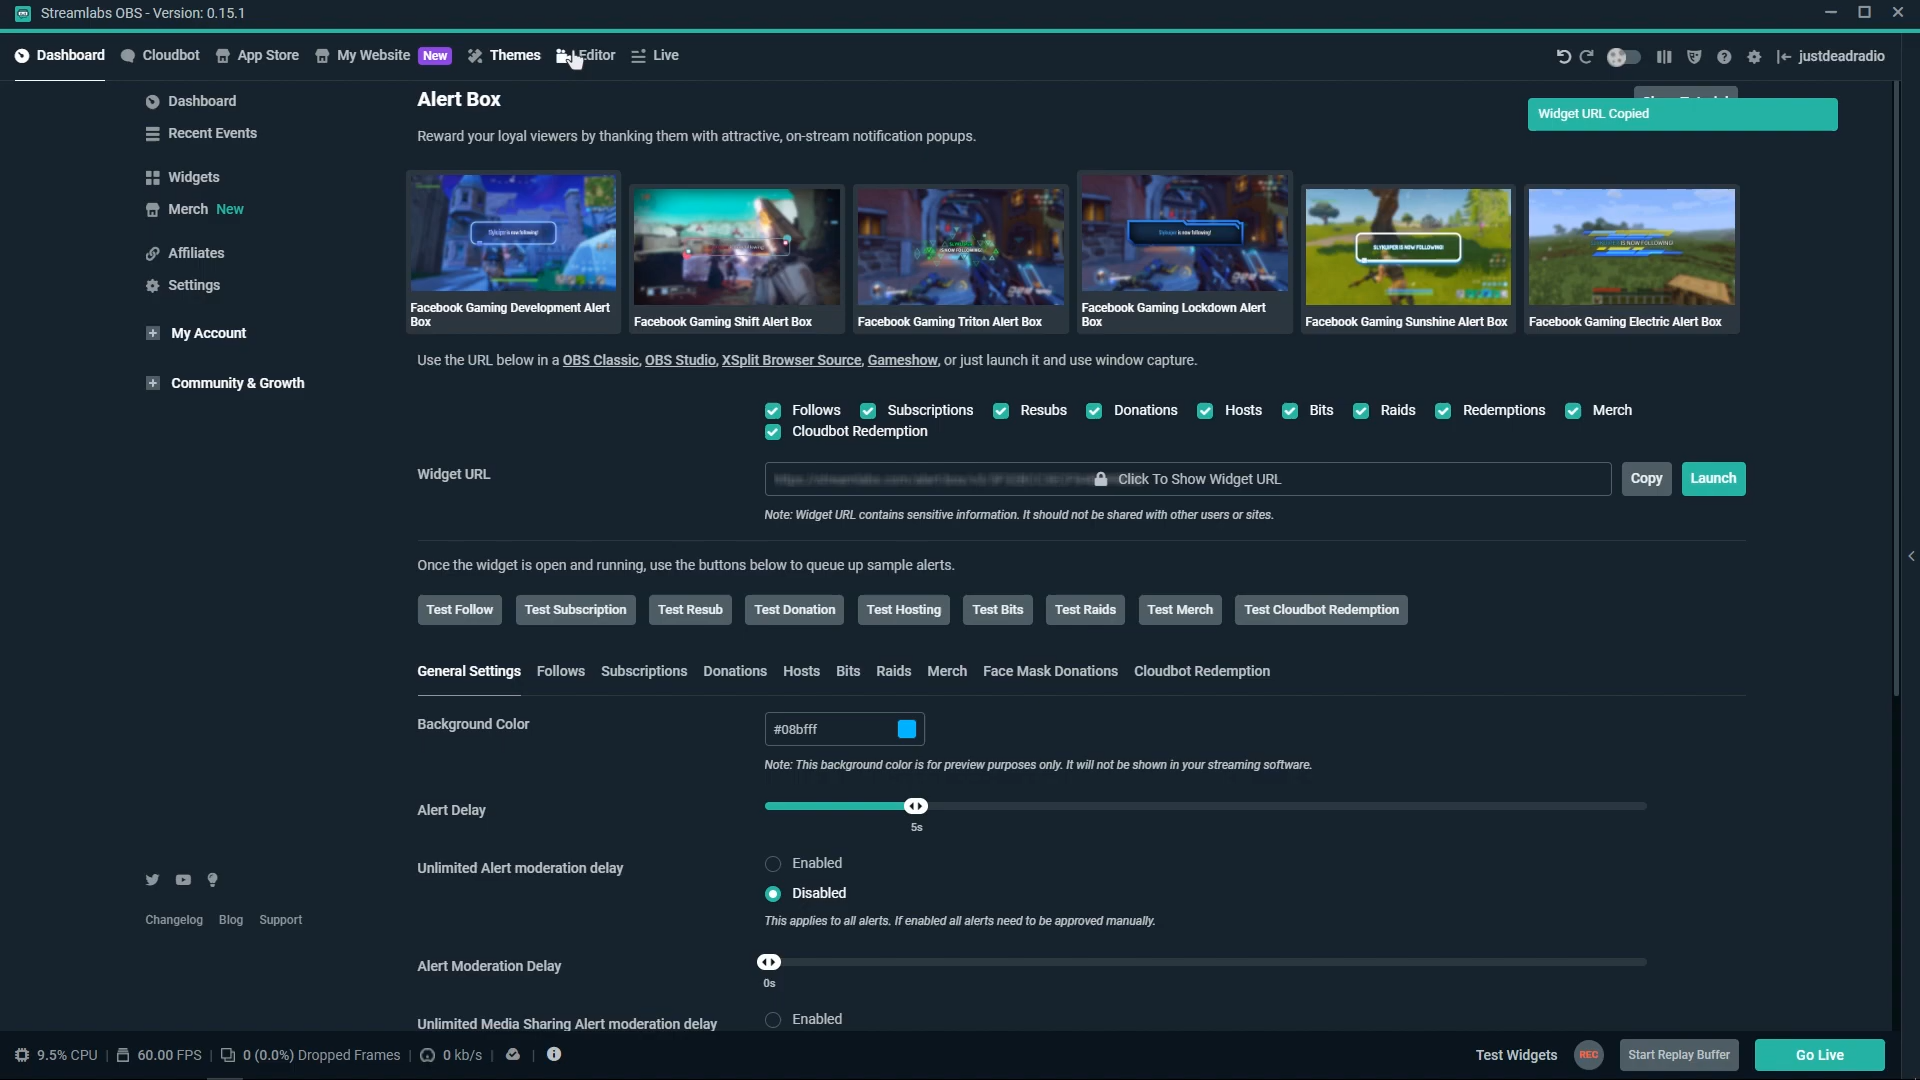 Streamlabs OBS - Version: 0.15.1
Dashboard Cloudbot App Store My Website New Themes Editor Live
justdeadradio
Dashboard
Recent Events
Widgets
Merch New
Affiliates
Settings
My Account
Community & Growth
Changelog Blog Support
Alert Box
Widget URL Copied
Reward your loyal viewers by thanking them with attractive, on-stream notification popups.
Facebook Gaming Development Alert Box
Facebook Gaming Shift Alert Box
Facebook Gaming Triton Alert Box
Facebook Gaming Lockdown Alert Box
Facebook Gaming Sunshine Alert Box
Facebook Gaming Electric Alert Box
Use the URL below in a OBS Classic, OBS Studio, XSplit Browser Source, Gameshow, or just launch it and use window capture.
Follows Subscriptions Resubs Donations Hosts Bits Raids Redemptions Merch
Cloudbot Redemption
Widget URL
Click To Show Widget URL
Copy Launch
Note: Widget URL contains sensitive information. It should not be shared with other users or sites.
Once the widget is open and running, use the buttons below to queue up sample alerts.
Test Follow Test Subscription Test Resub Test Donation Test Hosting Test Bits Test Raids Test Merch Test Cloudbot Redemption
General Settings Follows Subscriptions Donations Hosts Bits Raids Merch Face Mask Donations Cloudbot Redemption
Background Color
#08bfff
Note: This background color is for preview purposes only. It will not be shown in your streaming software.
Alert Delay
5s
Unlimited Alert moderation delay
Enabled
Disabled
This applies to all alerts. If enabled all alerts need to be approved manually.
Alert Moderation Delay
0s
Unlimited Media Sharing Alert moderation delay
Enabled
9.5% CPU 60.00 FPS 0 (0.0%) Dropped Frames 0 kb/s
Test Widgets REC Start Replay Buffer Go Live